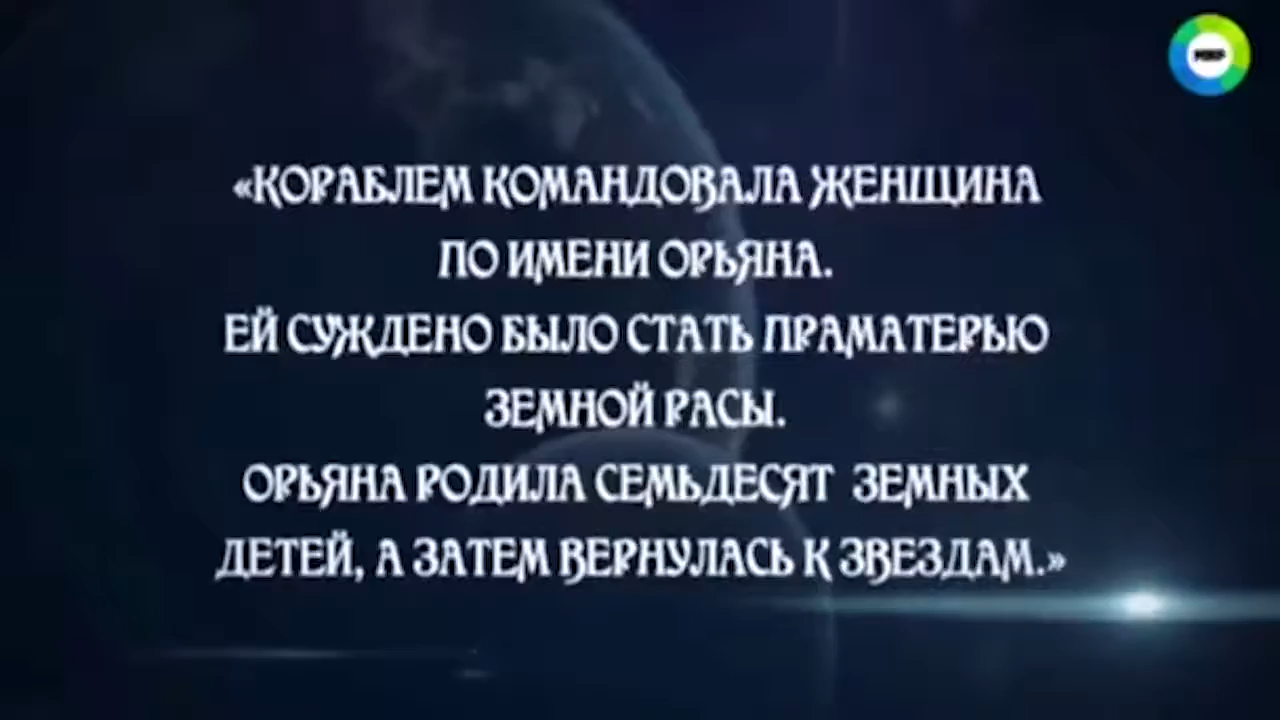 МИР
«КОРАБЛЕМ КОМАНДОВАЛА ЖЕНЩИНА
ПО ИМЕНИ ОРЬЯНА.
ЕЙ СУЖДЕНО БЫЛО СТАТЬ ПРАМАТЕРЬЮ
ЗЕМНОЙ РАСЫ.
ОРЬЯНА РОДИЛА СЕМЬДЕСЯТ ЗЕМНЫХ
ДЕТЕЙ, А ЗАТЕМ ВЕРНУЛАСЬ К ЗВЕЗДАМ.»